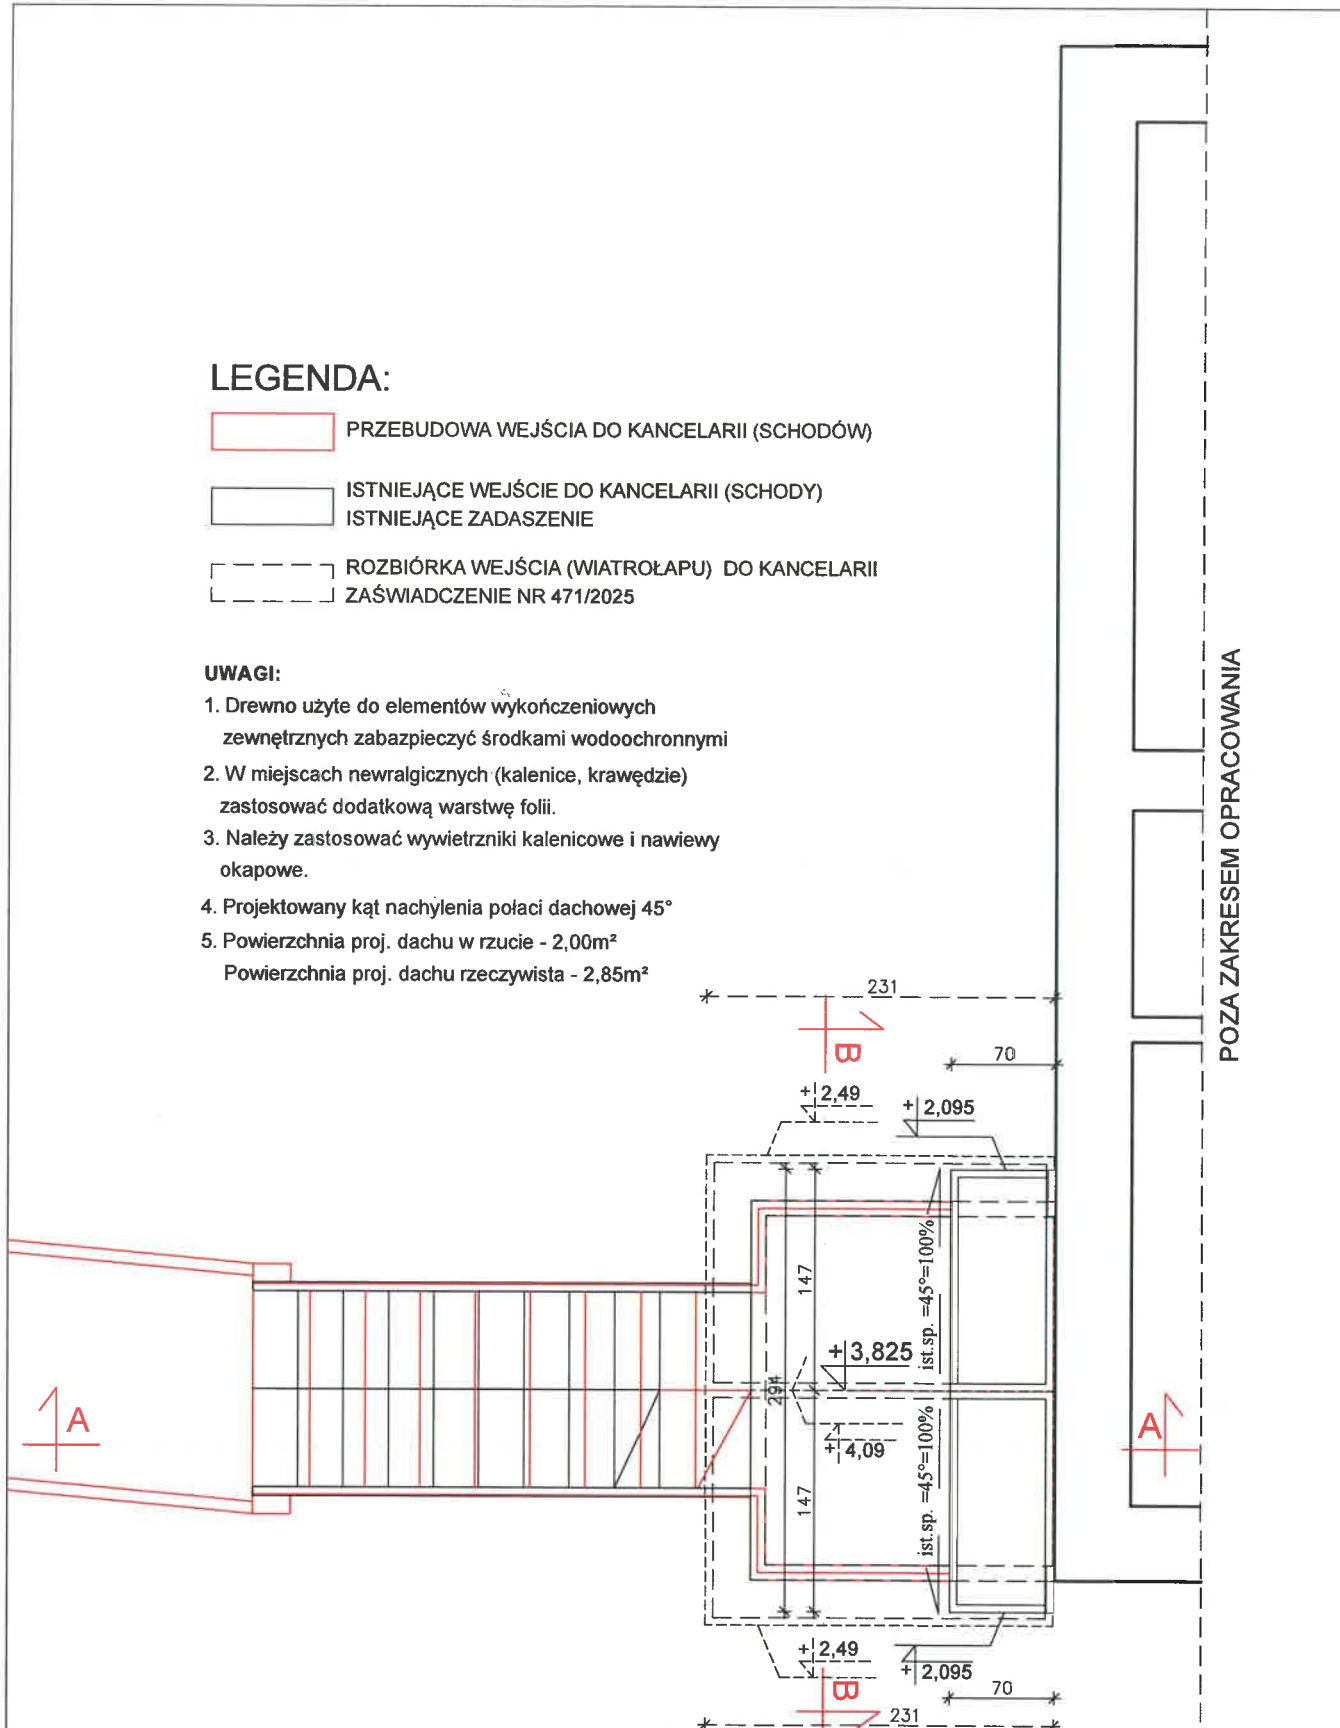 LEGENDA:
PRZEBUDOWA WEJŚCIA DO KANCELARII (SCHODÓW)
ISTNIEJĄCE WEJŚCIE DO KANCELARII (SCHODY)
ISTNIEJĄCE ZADASZENIE
ROZBIÓRKA WEJŚCIA (WIATROŁAPU) DO KANCELARII
ZAŚWIADCZENIE NR 471/2025
UWAGI:
1. Drewno użyte do elementów wykończeniowych
zewnętrznych zabazpieczyć środkami wodoochronnymi
2. W miejscach newralgicznych (kalenice, krawędzie)
zastosować dodatkową warstwę folii.
3. Należy zastosować wywietrzniki kalenicowe i nawiewy
okapowe.
4. Projektowany kąt nachylenia połaci dachowej 45°
5. Powierzchnia proj. dachu w rzucie - 2,00m²
Powierzchnia proj. dachu rzeczywista - 2,85m²
POZA ZAKRESEM OPRACOWANIA
231
B
70
+2,49
+2,095
147
ist.sp. =45°=100%
+3,825
294
A
A
+4,09
147
ist.sp. =45°=100%
+2,49
+2,095
B
70
231